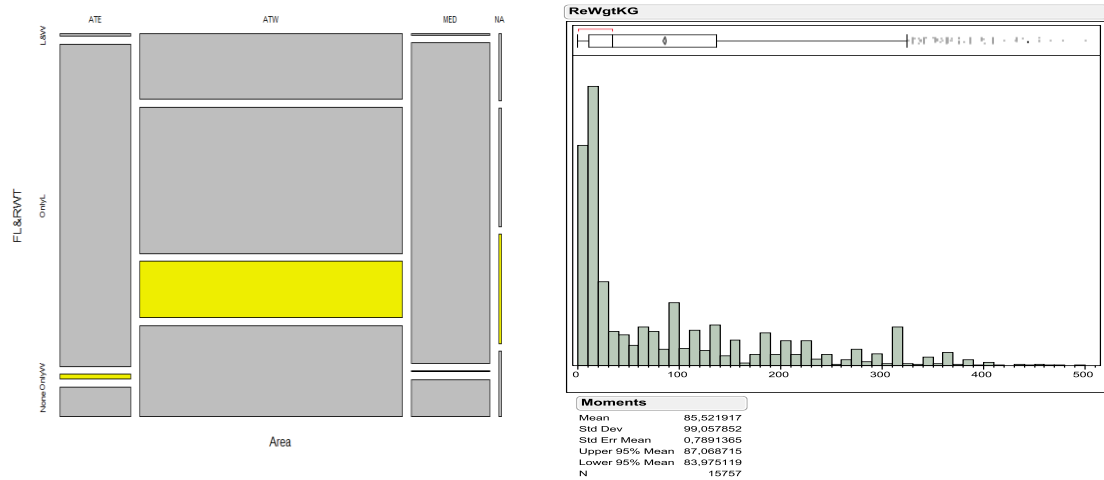 ATE ATW MED NA
L&W
OnlyL
OnlyW
None
FL&RWT
Area
ReWgtKG
0 100 200 300 400 500
Moments
Mean 85,521917
Std Dev 99,057852
Std Err Mean 0,7891365
Upper 95% Mean 87,068715
Lower 95% Mean 83,975119
N 15757